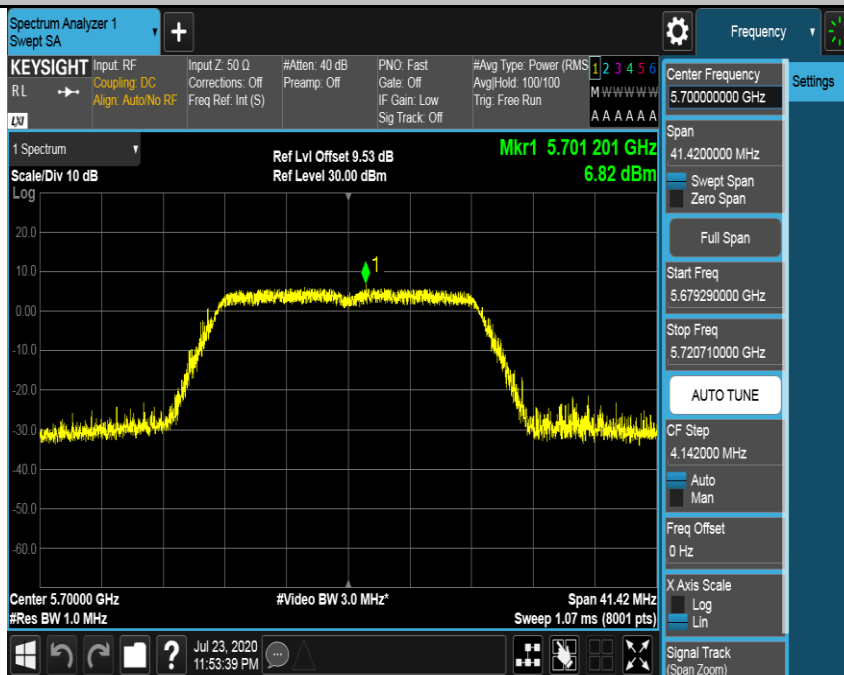 Spectrum Analyzer 1
Swept SA
+
Frequency
KEYSIGHT
RL
LXI
Input: RF
Coupling: DC
Align: Auto/No RF
Input Z: 50 Ω
Corrections: Off
Freq Ref: Int (S)
#Atten: 40 dB
Preamp: Off
PNO: Fast
Gate: Off
IF Gain: Low
Sig Track: Off
#Avg Type: Power (RMS
Avg|Hold: 100/100
Trig: Free Run
1 2 3 4 5 6
M W W W W W
A A A A A A
1 Spectrum
Scale/Div 10 dB
Log
Ref Lvl Offset 9.53 dB
Ref Level 30.00 dBm
Mkr1 5.701 201 GHz
6.82 dBm
20.0
10.0
0.00
-10.0
-20.0
-30.0
-40.0
-50.0
-60.0
1
Center 5.70000 GHz
#Res BW 1.0 MHz
#Video BW 3.0 MHz*
Span 41.42 MHz
Sweep 1.07 ms (8001 pts)
?
Jul 23, 2020
11:53:39 PM
Center Frequency
5.700000000 GHz
Settings
Span
41.4200000 MHz
Swept Span
Zero Span
Full Span
Start Freq
5.679290000 GHz
Stop Freq
5.720710000 GHz
AUTO TUNE
CF Step
4.142000 MHz
Auto
Man
Freq Offset
0 Hz
X Axis Scale
Log
Lin
Signal Track
(Span Zoom)